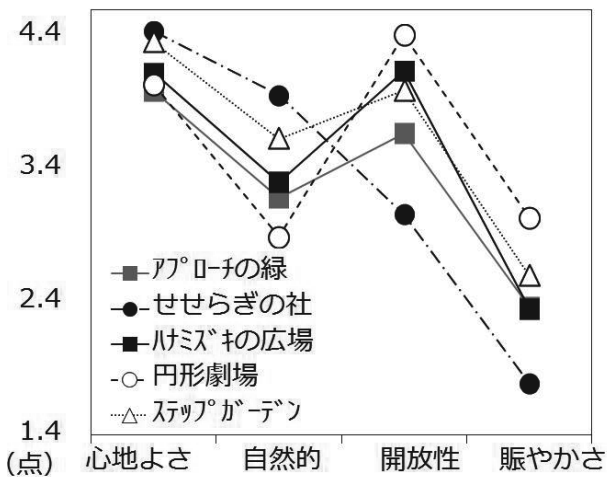 4.4
3.4
2.4
1.4
(点)
ｱﾌﾟﾛｰﾁの緑
せせらぎの社
ﾊﾅﾐｽﾞｷの広場
円形劇場
ｽﾃｯﾌﾟｶﾞｰﾃﾞﾝ
心地よさ 自然的 開放性 賑やかさ